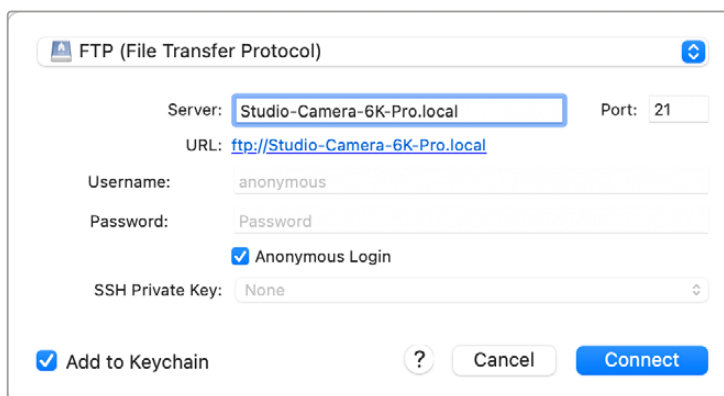 FTP (File Transfer Protocol)
Server: Studio-Camera-6K-Pro.local Port: 21
URL: ftp://Studio-Camera-6K-Pro.local
Username: anonymous
Password: Password
Anonymous Login
SSH Private Key: None
Add to Keychain ? Cancel Connect